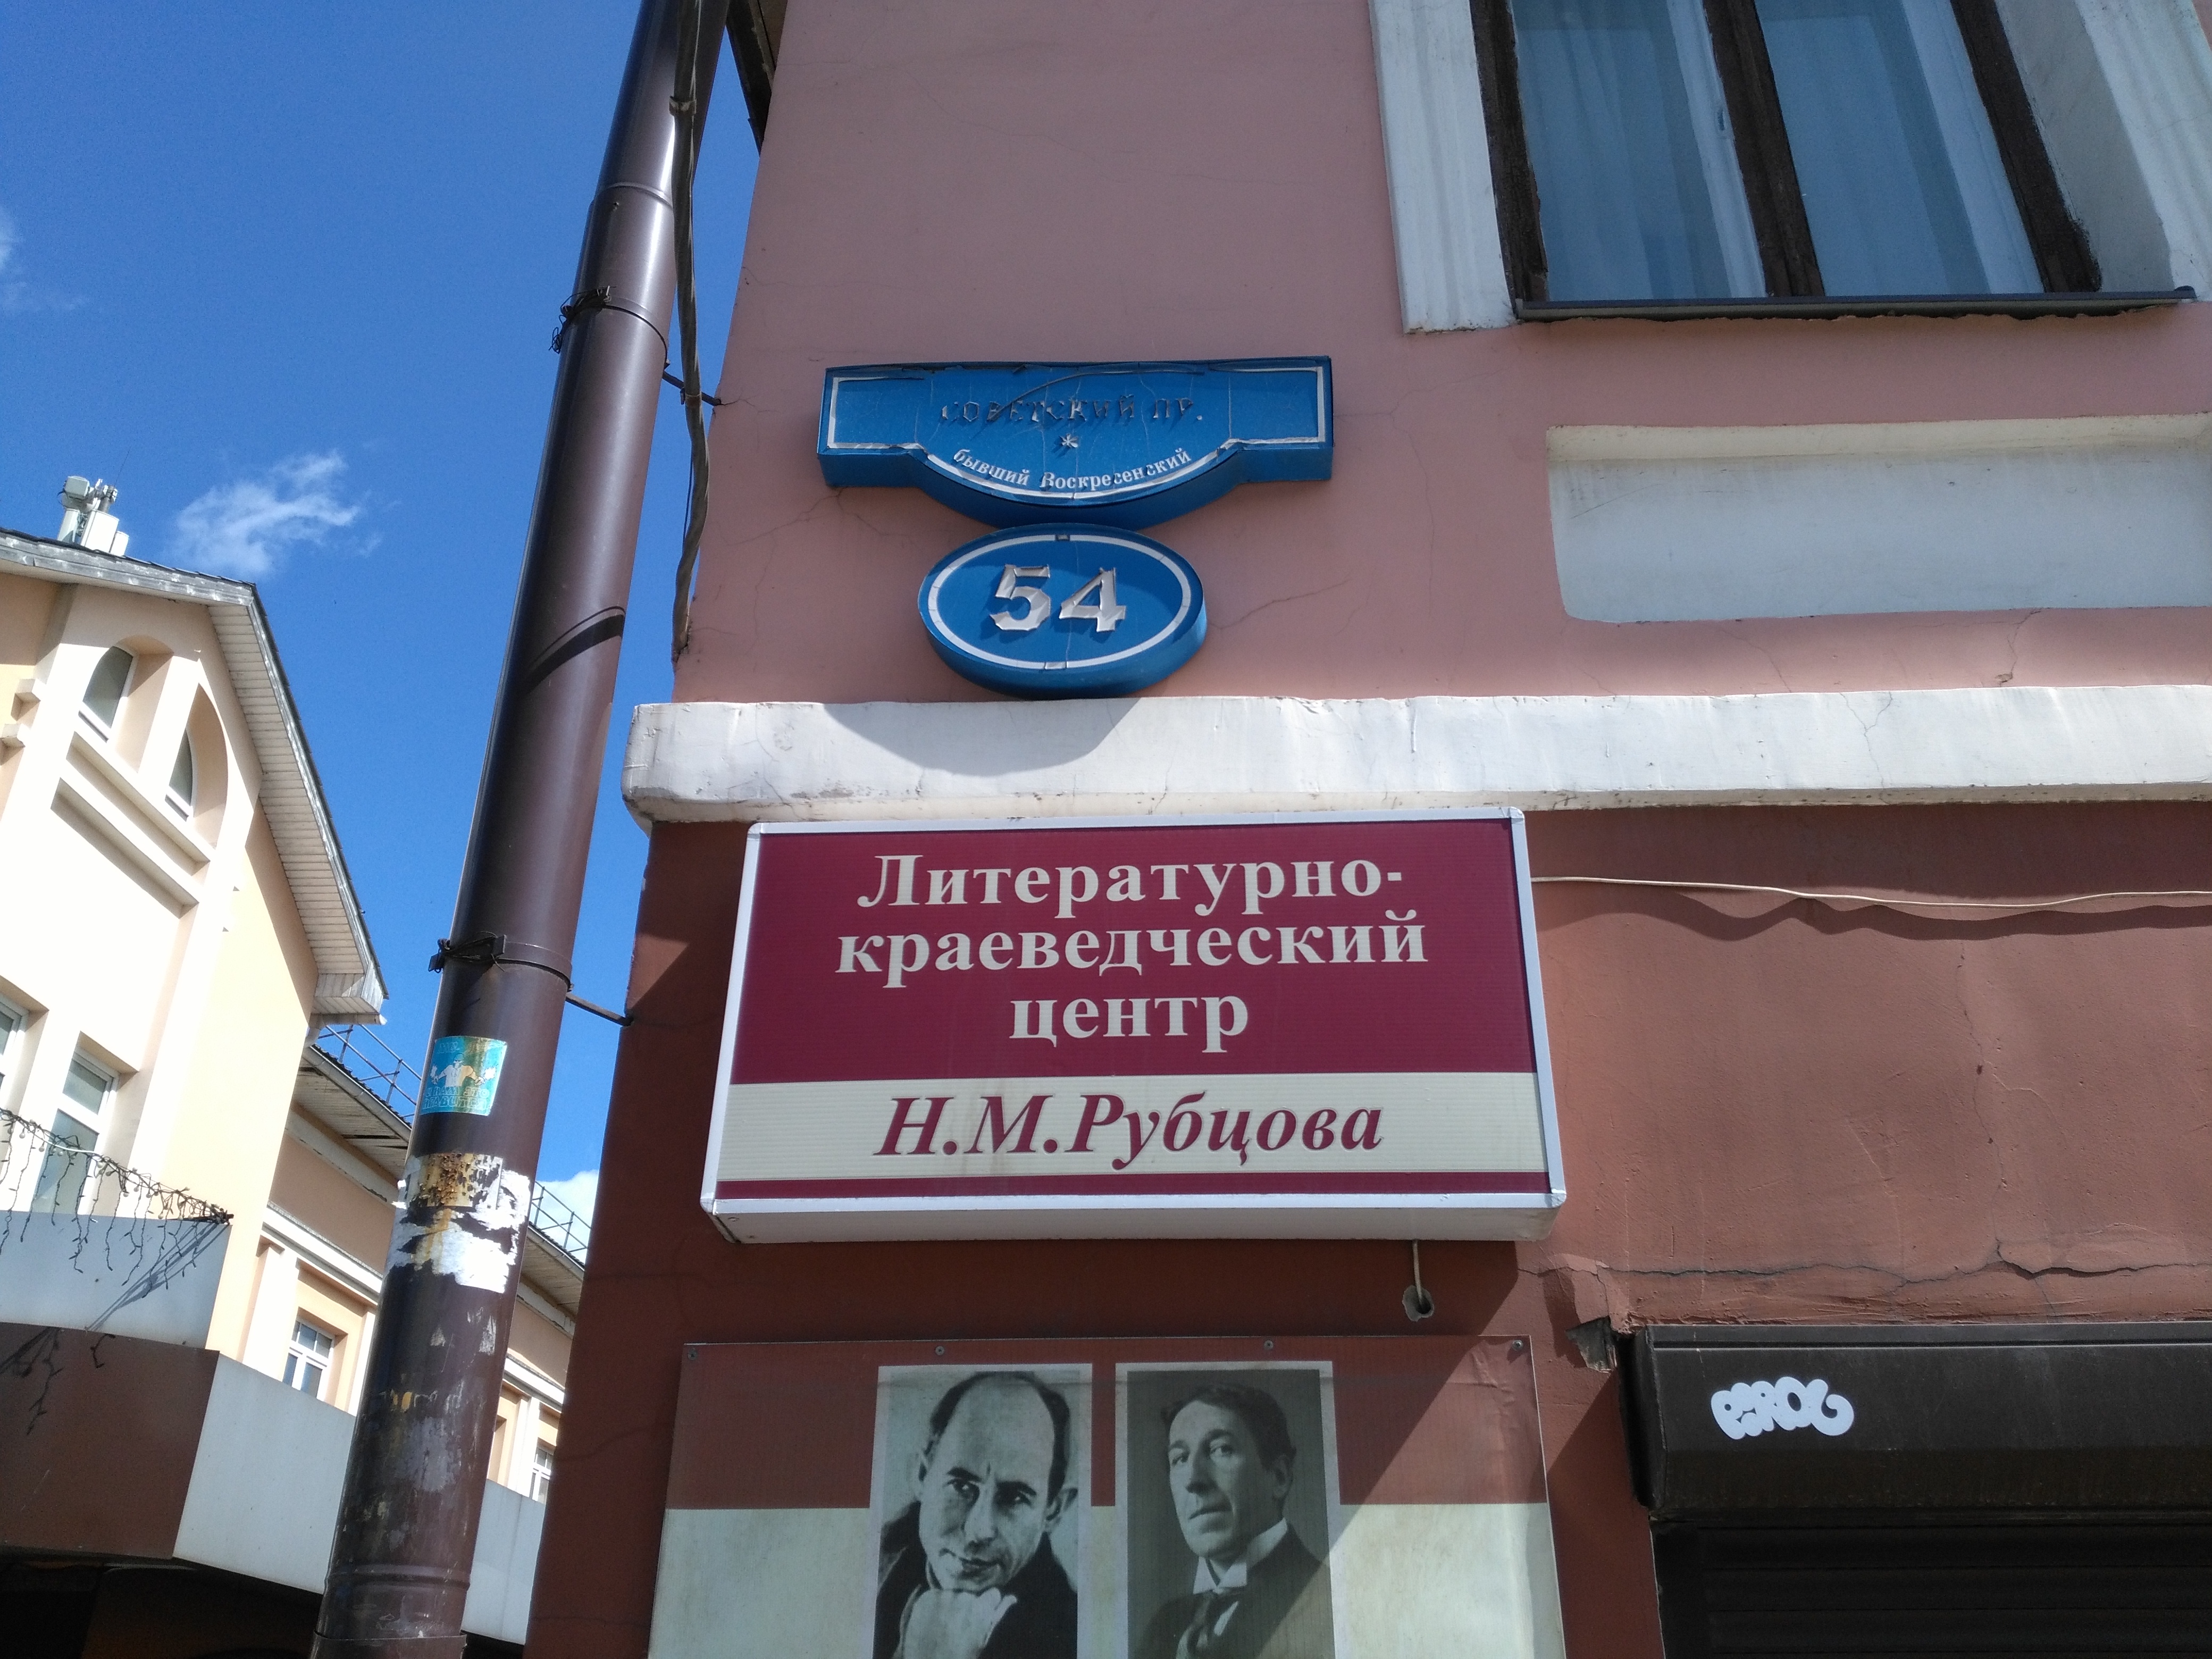 СОВЕТСКИЙ ПР.
*
бывший Воскресенский
54
Литературно-
краеведческий
центр
Н.М.Рубцова